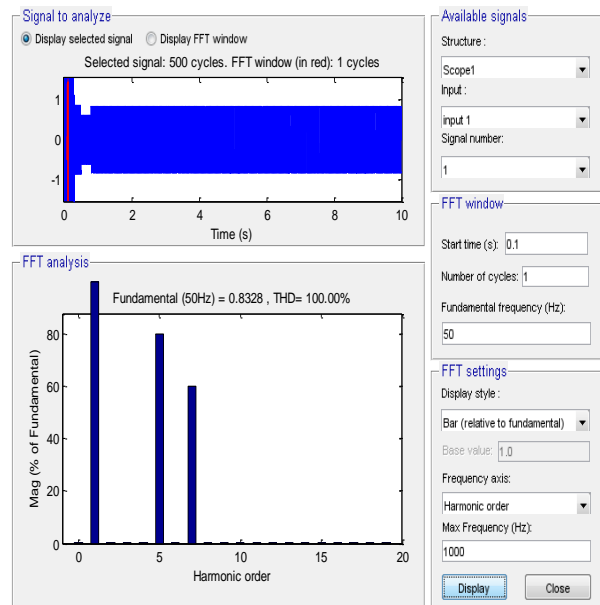 Signal to analyze
Display selected signal
Display FFT window
Selected signal: 500 cycles. FFT window (in red): 1 cycles
1
0
-1
0 2 4 6 8 10
Time (s)
FFT analysis
Fundamental (50Hz) = 0.8328 , THD= 100.00%
80
60
40
20
0
Mag (% of Fundamental)
0 5 10 15 20
Harmonic order
Available signals
Structure :
Scope1
Input :
input 1
Signal number:
1
FFT window
Start time (s): 0.1
Number of cycles: 1
Fundamental frequency (Hz):
50
FFT settings
Display style :
Bar (relative to fundamental)
Base value: 1.0
Frequency axis:
Harmonic order
Max Frequency (Hz):
1000
Display
Close